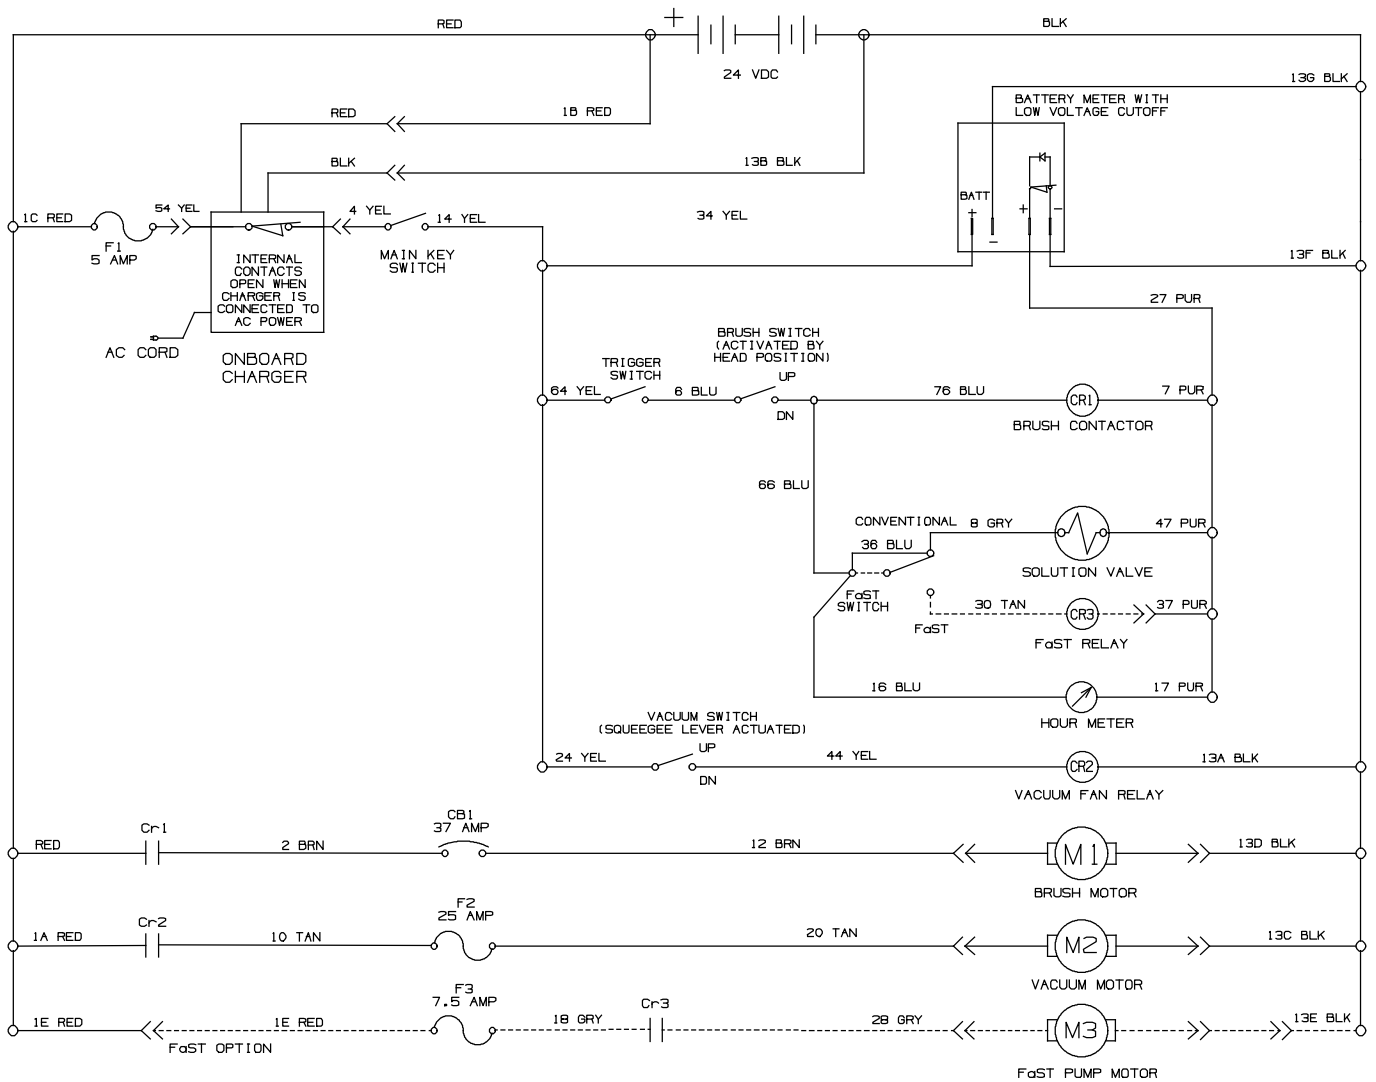 RED
+
BLK
24 VDC
13G BLK
BATTERY METER WITH
LOW VOLTAGE CUTOFF
RED
1B RED
BLK
13B BLK
BATT
+
-
+
-
1C RED
54 YEL
4 YEL
14 YEL
34 YEL
F1
5 AMP
MAIN KEY
SWITCH
13F BLK
INTERNAL
CONTACTS
OPEN WHEN
CHARGER IS
CONNECTED TO
AC POWER
27 PUR
AC CORD
ONBOARD
CHARGER
BRUSH SWITCH
(ACTIVATED BY
HEAD POSITION)
TRIGGER
SWITCH
UP
64 YEL
6 BLU
DN
76 BLU
CR1
7 PUR
BRUSH CONTACTOR
66 BLU
CONVENTIONAL
8 GRY
47 PUR
36 BLU
SOLUTION VALVE
FaST
SWITCH
30 TAN
CR3
37 PUR
FaST
FaST RELAY
16 BLU
17 PUR
HOUR METER
VACUUM SWITCH
(SQUEEGEE LEVER ACTUATED)
UP
24 YEL
DN
44 YEL
CR2
13A BLK
VACUUM FAN RELAY
RED
Cr1
2 BRN
CB1
37 AMP
12 BRN
M1
13D BLK
BRUSH MOTOR
1A RED
Cr2
10 TAN
F2
25 AMP
20 TAN
M2
13C BLK
VACUUM MOTOR
1E RED
1E RED
F3
7.5 AMP
18 GRY
Cr3
28 GRY
M3
13E BLK
FaST OPTION
FaST PUMP MOTOR